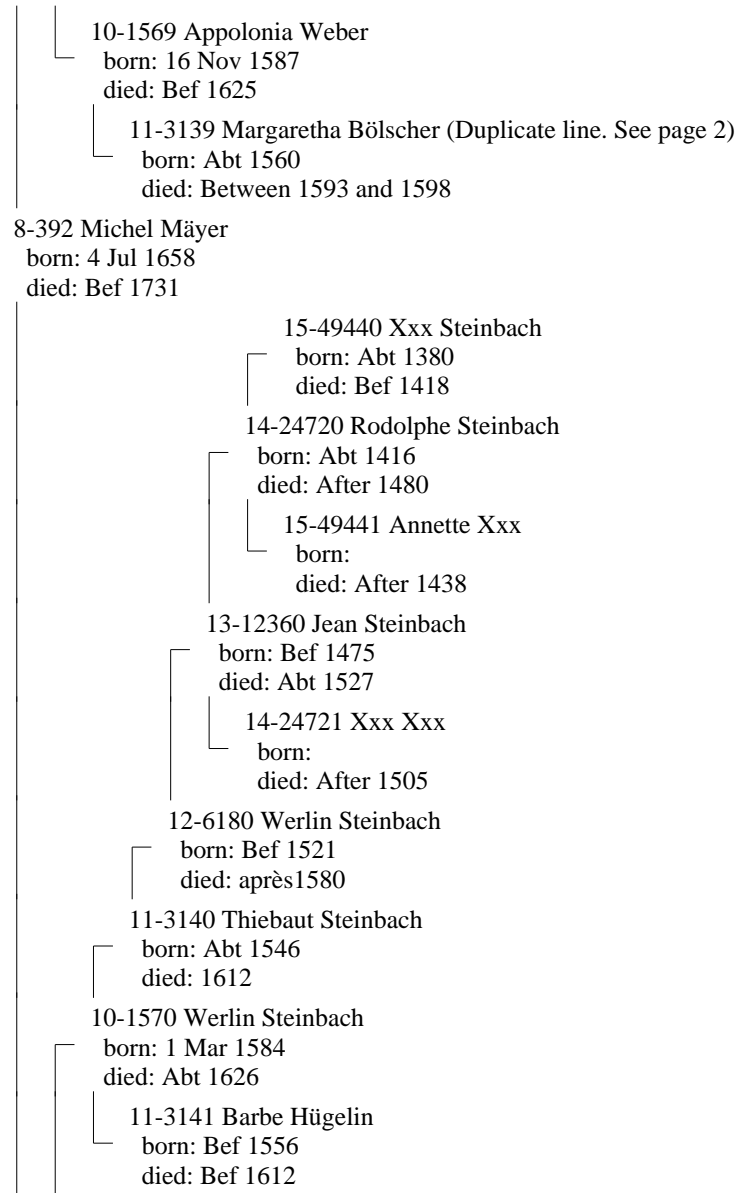 10-1569 Appolonia Weber
born: 16 Nov 1587
died: Bef 1625
11-3139 Margaretha Bölscher (Duplicate line. See page 2)
born: Abt 1560
died: Between 1593 and 1598
8-392 Michel Mäyer
born: 4 Jul 1658
died: Bef 1731
15-49440 Xxx Steinbach
born: Abt 1380
died: Bef 1418
14-24720 Rodolphe Steinbach
born: Abt 1416
died: After 1480
15-49441 Annette Xxx
born:
died: After 1438
13-12360 Jean Steinbach
born: Bef 1475
died: Abt 1527
14-24721 Xxx Xxx
born:
died: After 1505
12-6180 Werlin Steinbach
born: Bef 1521
died: après1580
11-3140 Thiebaut Steinbach
born: Abt 1546
died: 1612
10-1570 Werlin Steinbach
born: 1 Mar 1584
died: Abt 1626
11-3141 Barbe Hügelin
born: Bef 1556
died: Bef 1612